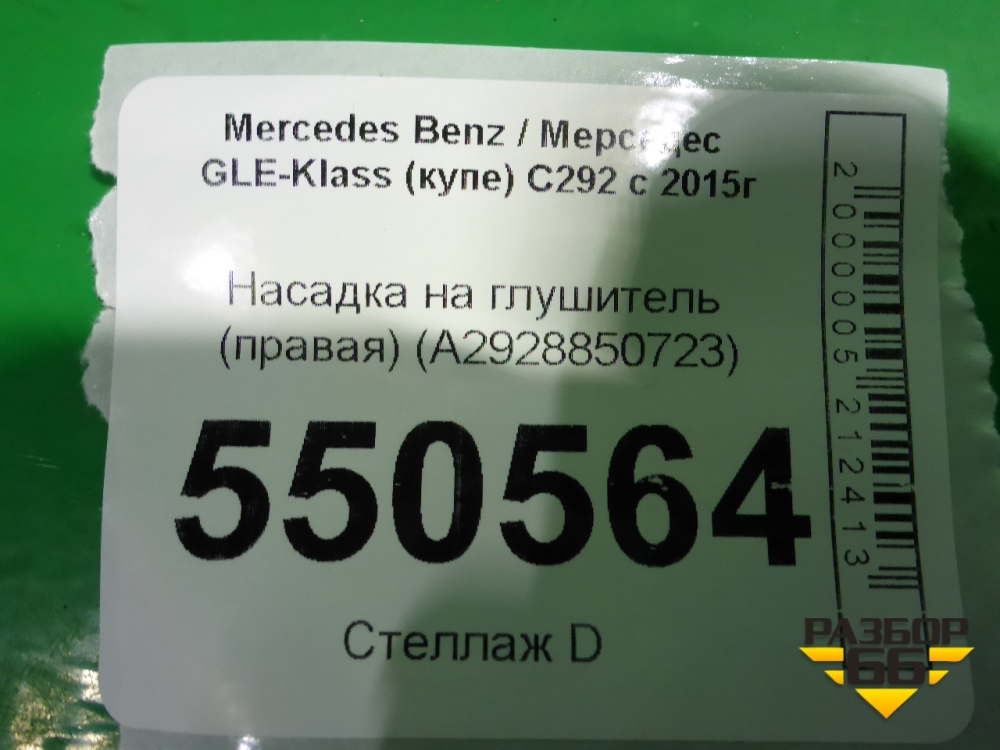 Mercedes Benz / Мерседес
GLE-Klass (купе) C292 с 2015г
Насадка на глушитель
(правая) (A2928850723)
550564
Стеллаж D
2000005212413
РАЗБОР
66